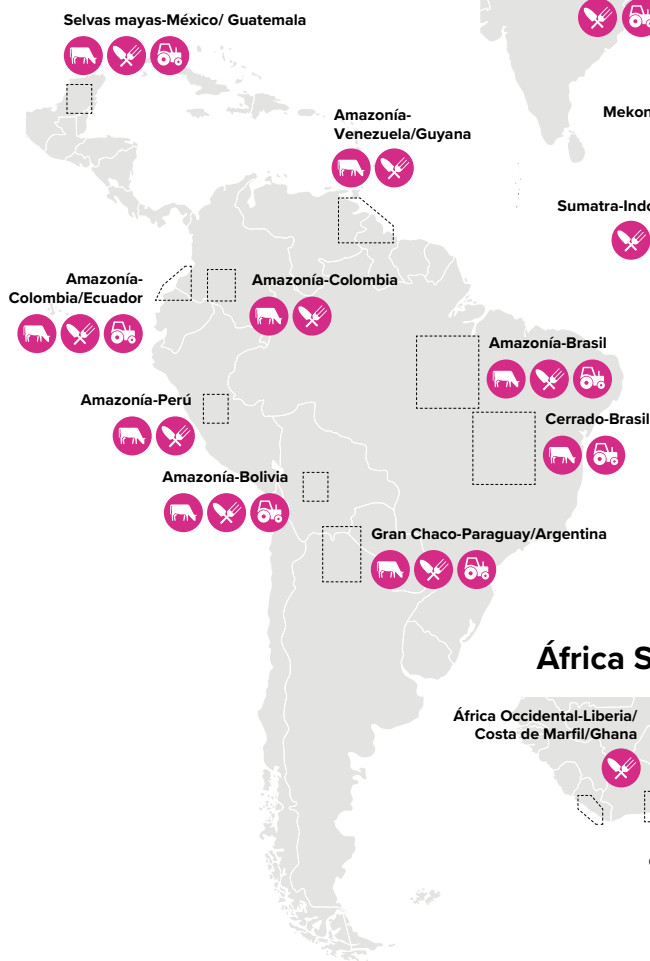 Selvas mayas-México/ Guatemala
Amazonía-
Venezuela/Guyana
Mekon
Sumatra-Indo
Amazonía-
Colombia/Ecuador
Amazonía-Colombia
Amazonía-Brasil
Amazonía-Perú
Cerrado-Brasil
Amazonía-Bolivia
Gran Chaco-Paraguay/Argentina
África S
África Occidental-Liberia/
Costa de Marfil/Ghana